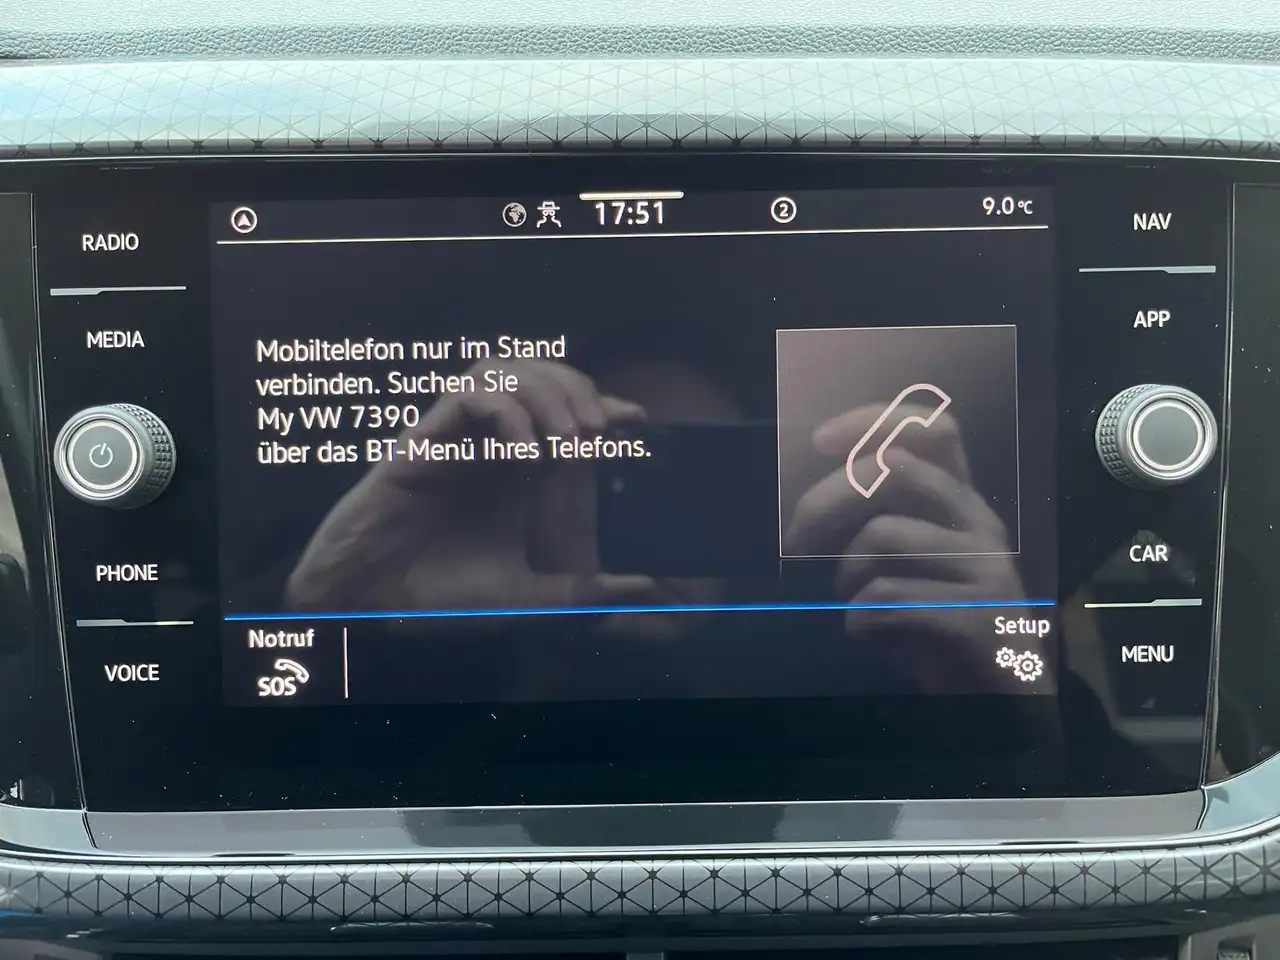 17:51
2
9.0°C
RADIO
MEDIA
PHONE
VOICE
Mobiltelefon nur im Stand
verbinden. Suchen Sie
My VW 7390
über das BT-Menü Ihres Telefons.
Notruf
SOS
Setup
NAV
APP
CAR
MENU